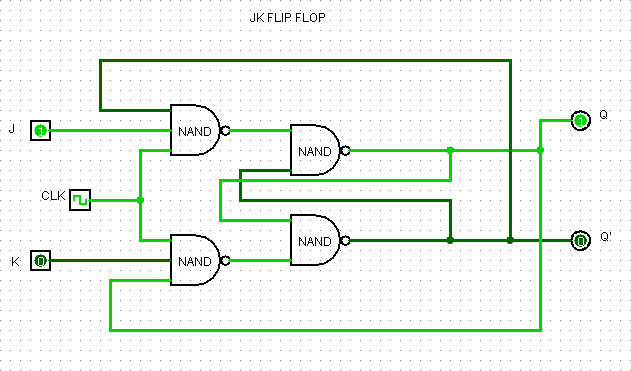 JK FLIP FLOP
J
1
NAND
NAND
Q
1
CLK
K
0
NAND
NAND
Q'
0